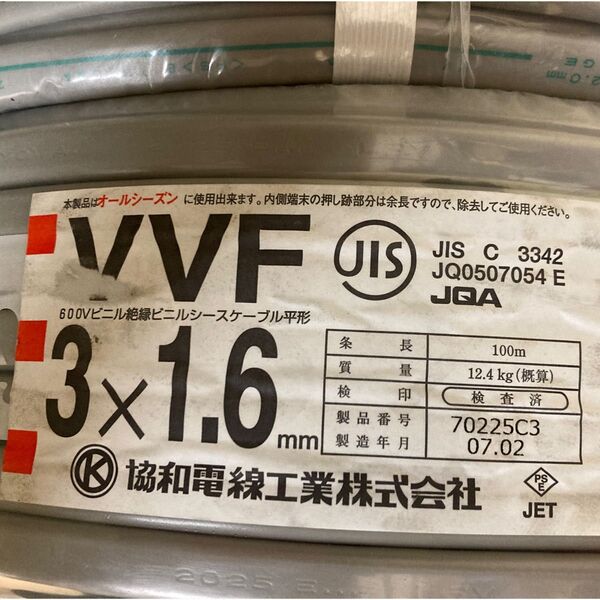 2.0mm
GE
本製品はオールシーズンに使用出来ます。内側端末の押し跡部分は余長ですので、除去してご使用ください。
VVF
JIS
JIS C 3342
JQ0507054 E
JQA
600Vビニル絶縁ビニルシースケーブル平形
3×1.6mm
条長 100m
質量 12.4kg(概算)
検印 検査済
製品番号 70225C3
製造年月 07.02
K 協和電線工業株式会社
PS
E
JET
2025